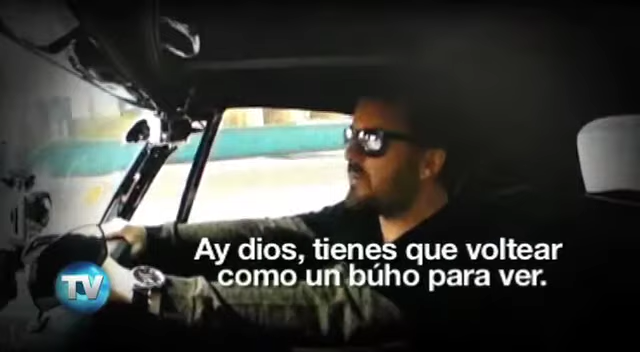 Ay dios, tienes que voltear
como un búho para ver.
TV